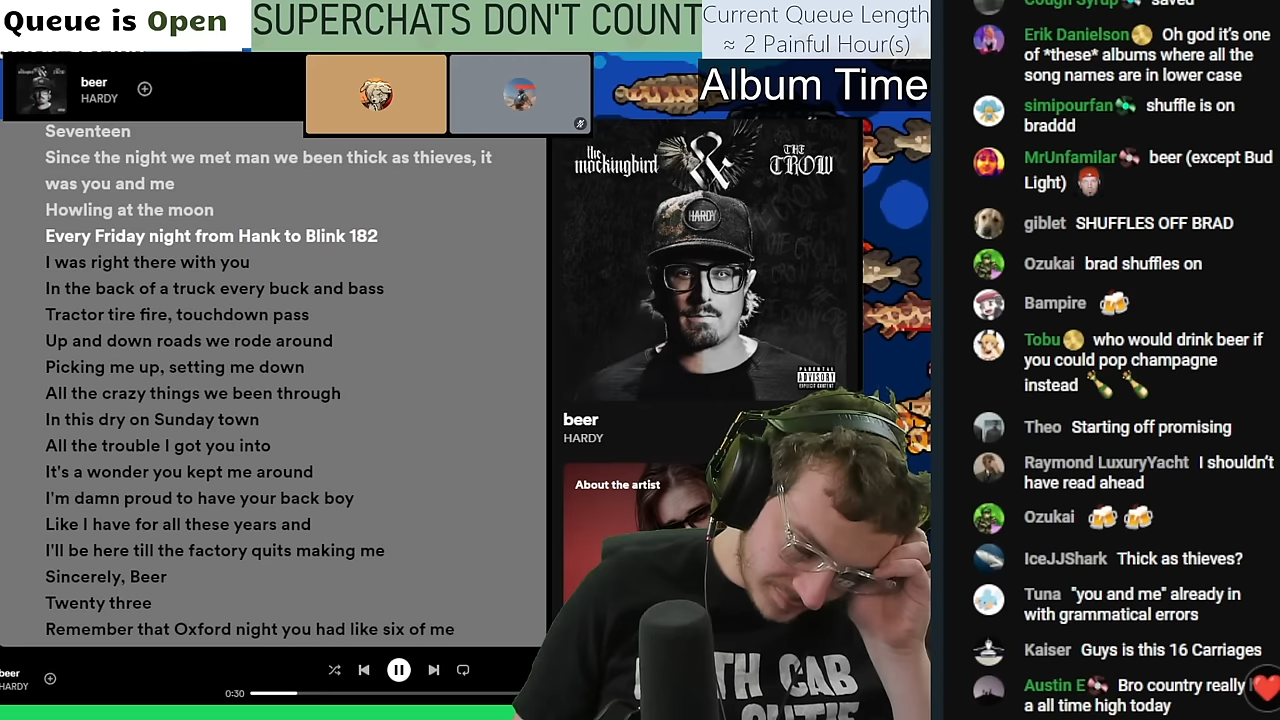 Queue is Open
SUPERCHATS DON'T COUNT
Current Queue Length
≈ 2 Painful Hour(s)
Album Time
beer
HARDY
Seventeen
Since the night we met man we been thick as thieves, it
was you and me
Howling at the moon
Every Friday night from Hank to Blink 182
I was right there with you
In the back of a truck every buck and bass
Tractor tire fire, touchdown pass
Up and down roads we rode around
Picking me up, setting me down
All the crazy things we been through
In this dry on Sunday town
All the trouble I got you into
It's a wonder you kept me around
I'm damn proud to have your back boy
Like I have for all these years and
I'll be here till the factory quits making me
Sincerely, Beer
Twenty three
Remember that Oxford night you had like six of me
beer
HARDY
0:30
the mockingbird & THE CROW
HARDY
PARENTAL
ADVISORY
EXPLICIT CONTENT
beer
HARDY
About the artist
TH CAB
Cough Syrup saved
Erik Danielson Oh god it's one
of *these* albums where all the
song names are in lower case
simipourfan shuffle is on
braddd
MrUnfamilar beer (except Bud
Light)
giblet SHUFFLES OFF BRAD
Ozukai brad shuffles on
Bampire
Tobu who would drink beer if
you could pop champagne
instead
Theo Starting off promising
Raymond LuxuryYacht I shouldn't
have read ahead
Ozukai
IceJJShark Thick as thieves?
Tuna "you and me" already in
with grammatical errors
Kaiser Guys is this 16 Carriages
Austin E Bro country really
a all time high today